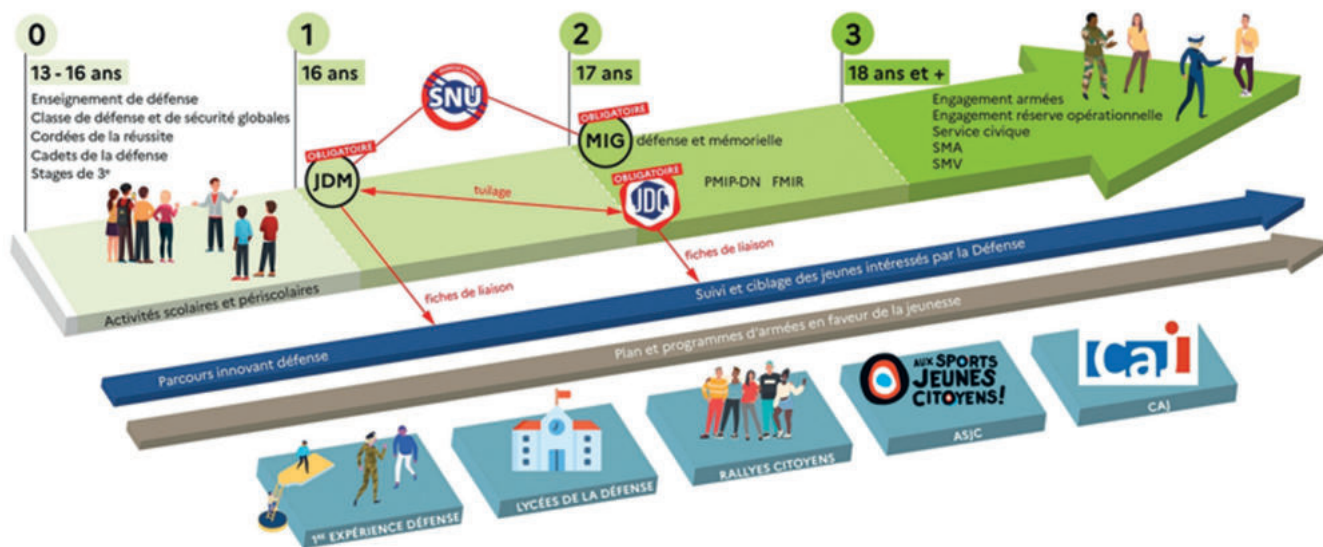 0
13 - 16 ans
Enseignement de défense
Classe de défense et de sécurité globales
Cordées de la réussite
Cadets de la défense
Stages de 3e
1
16 ans
SNU
OBLIGATOIRE
JDM
2
17 ans
OBLIGATOIRE
MIG
défense et mémorielle
tuilage
OBLIGATOIRE
JDC
PMIP-DN FMIR
3
18 ans et +
Engagement armées
Engagement réserve opérationnelle
Service civique
SMA
SMV
Activités scolaires et périscolaires
fiches de liaison
fiches de liaison
Parcours innovant défense
Suivi et ciblage des jeunes intéressés par la Défense
Plan et programmes d'armées en faveur de la jeunesse
1re EXPÉRIENCE DÉFENSE
LYCÉES DE LA DÉFENSE
RALLYES CITOYENS
AUX SPORTS
JEUNES
CITOYENS!
ASJC
caj
CAJ